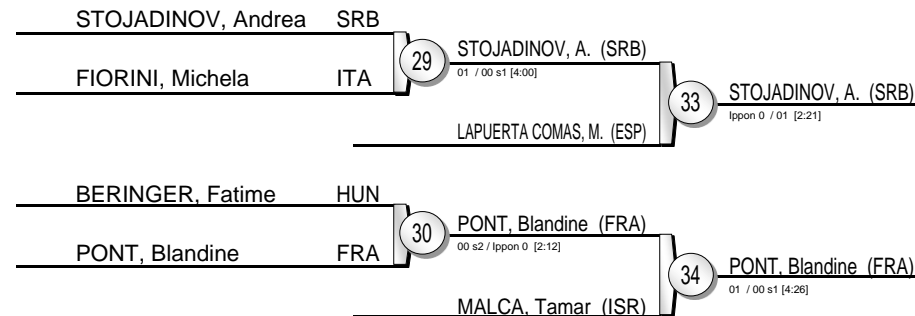 STOJADINOV, Andrea SRB
29
STOJADINOV, A. (SRB)
01 / 00 s1 [4:00]
FIORINI, Michela ITA
33
STOJADINOV, A. (SRB)
Ippon 0 / 01 [2:21]
LAPUERTA COMAS, M. (ESP)
BERINGER, Fatime HUN
30
PONT, Blandine (FRA)
00 s2 / Ippon 0 [2:12]
PONT, Blandine FRA
34
PONT, Blandine (FRA)
01 / 00 s1 [4:26]
MALCA, Tamar (ISR)